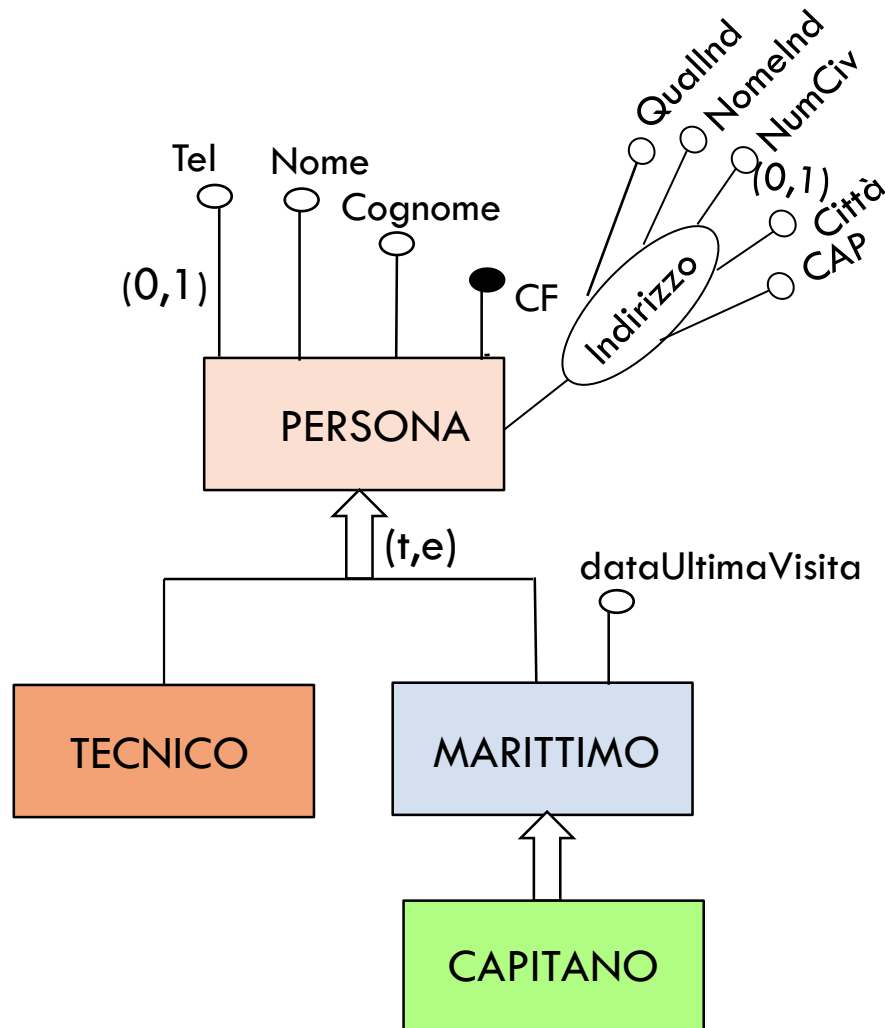 QualInd
NomeInd
NumCiv
(0,1)
Città
CAP
Indirizzo
Tel
Nome
Cognome
(0,1)
CF
PERSONA
(t,e)
dataUltimaVisita
TECNICO
MARITTIMO
CAPITANO